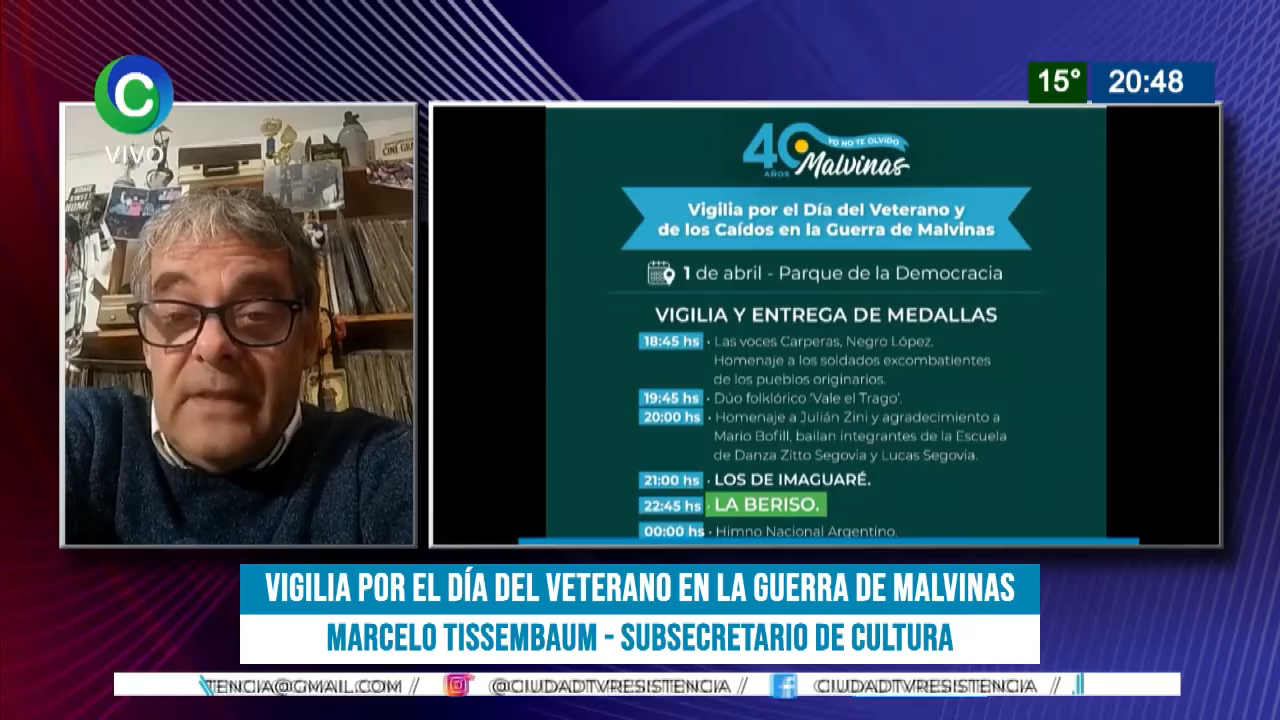 C
VIVO
15° 20:48
HOME
SWEET
HOME
40 YO NO TE OLVIDO
AÑOS Malvinas
Vigilia por el Día del Veterano y
de los Caídos en la Guerra de Malvinas
1 de abril - Parque de la Democracia
VIGILIA Y ENTREGA DE MEDALLAS
18:45 hs · Las voces Carperas, Negro López.
Homenaje a los soldados excombatientes
de los pueblos originarios.
19:45 hs · Dúo folklórico ‘Vale el Trago’.
20:00 hs · Homenaje a Julián Zini y agradecimiento a
Mario Bofill, bailan integrantes de la Escuela
de Danza Zitto Segovia y Lucas Segovia.
21:00 hs · LOS DE IMAGUARÉ.
22:45 hs · LA BERISO.
00:00 hs · Himno Nacional Argentino.
VIGILIA POR EL DÍA DEL VETERANO EN LA GUERRA DE MALVINAS
MARCELO TISSEMBAUM - SUBSECRETARIO DE CULTURA
TENCIA@GMAIL.COM // @CIUDADTVRESISTENCIA // CIUDADTVRESISTENCIA //